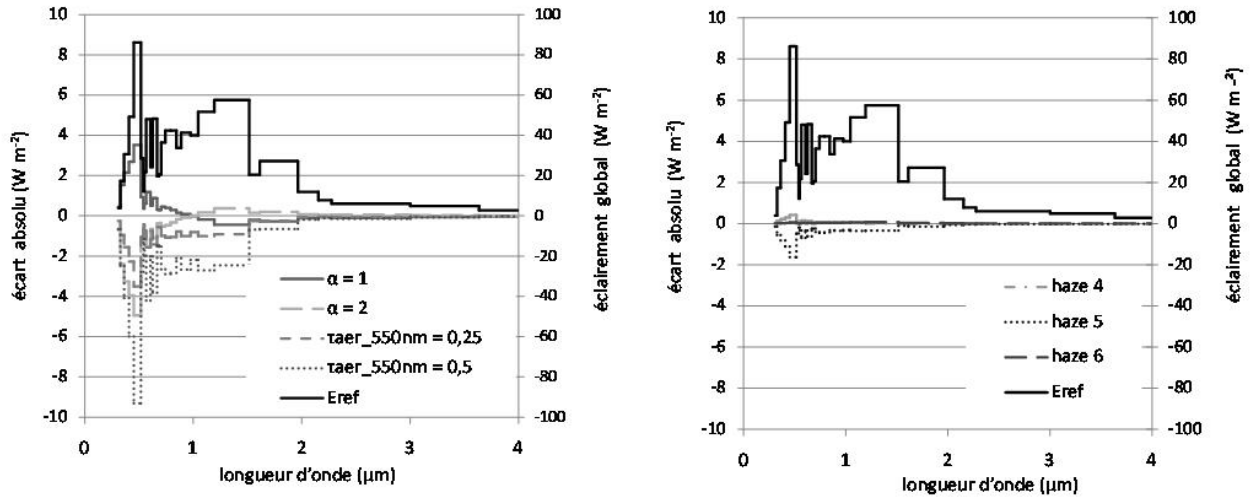 10
8
6
4
2
0
-2
-4
-6
-8
-10
écart absolu (W m⁻²)
100
80
60
40
20
0
-20
-40
-60
-80
-100
éclairement global (W m⁻²)
α = 1
α = 2
τaer_550nm = 0,25
τaer_550nm = 0,5
Eref
0 1 2 3 4
longueur d'onde (µm)
10
8
6
4
2
0
-2
-4
-6
-8
-10
écart absolu (W m⁻²)
100
80
60
40
20
0
-20
-40
-60
-80
-100
éclairement global (W m⁻²)
haze 4
haze 5
haze 6
Eref
0 1 2 3 4
longueur d'onde (µm)